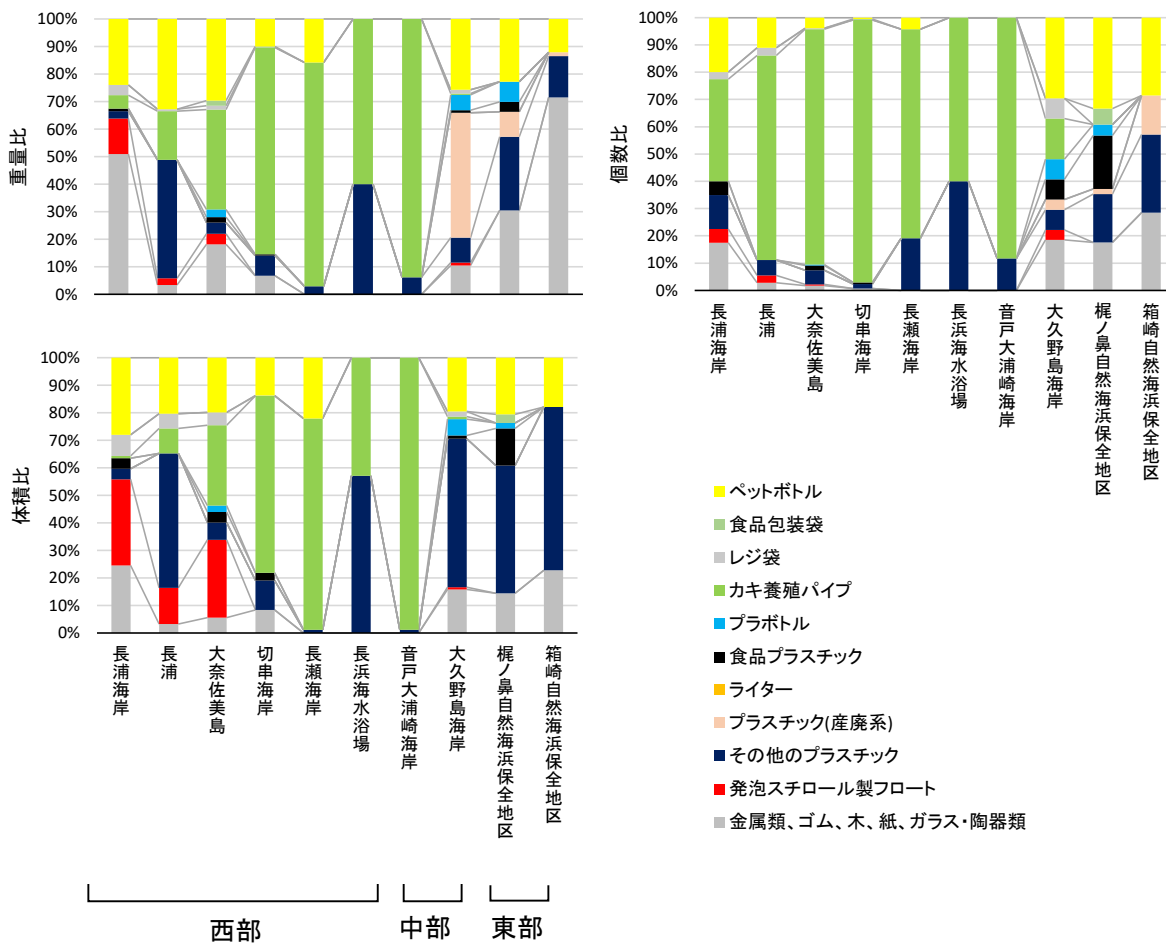 100%
90%
80%
70%
60%
50%
40%
30%
20%
10%
0%
重量比
100%
90%
80%
70%
60%
50%
40%
30%
20%
10%
0%
個数比
長浦海岸
長浦
大奈佐美島
切串海岸
長瀬海岸
長浜海水浴場
音戸大浦崎海岸
大久野島海岸
梶ノ鼻自然海浜保全地区
箱崎自然海浜保全地区
100%
90%
80%
70%
60%
50%
40%
30%
20%
10%
0%
体積比
長浦海岸
長浦
大奈佐美島
切串海岸
長瀬海岸
長浜海水浴場
音戸大浦崎海岸
大久野島海岸
梶ノ鼻自然海浜保全地区
箱崎自然海浜保全地区
ペットボトル
食品包装袋
レジ袋
カキ養殖パイプ
プラボトル
食品プラスチック
ライター
プラスチック(産廃系)
その他のプラスチック
発泡スチロール製フロート
金属類、ゴム、木、紙、ガラス・陶器類
西部
中部
東部